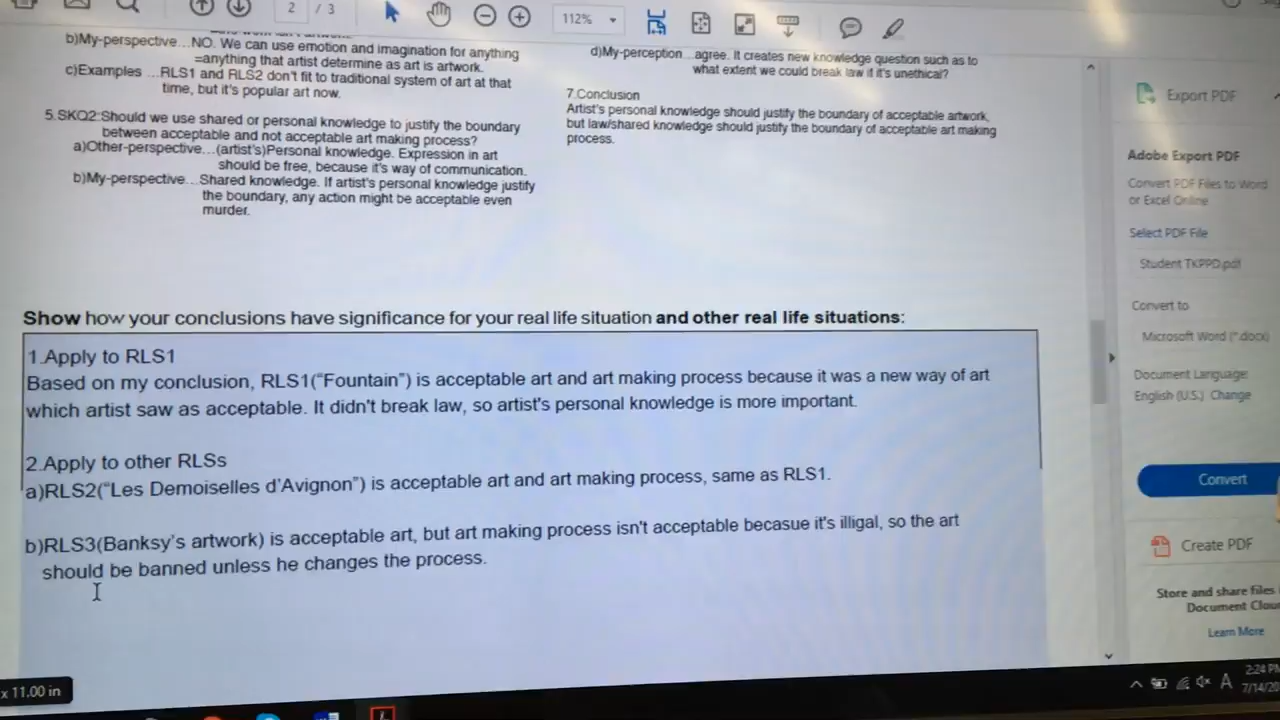 2 / 3
112%
b)My-perspective...NO. We can use emotion and imagination for anything
=anything that artist determine as art is artwork.
c)Examples ...RLS1 and RLS2 don't fit to traditional system of art at that
time, but it's popular art now.
5.SKQ2:Should we use shared or personal knowledge to justify the boundary
between acceptable and not acceptable art making process?
a)Other-perspective...(artist's)Personal knowledge. Expression in art
should be free, because it's way of communication.
b)My-perspective...Shared knowledge. If artist's personal knowledge justify
the boundary, any action might be acceptable even
murder.
d)My-perception...agree. It creates new knowledge question such as to
what extent we could break law if it's unethical?
7.Conclusion
Artist's personal knowledge should justify the boundary of acceptable artwork,
but law/shared knowledge should justify the boundary of acceptable art making
process.
Show how your conclusions have significance for your real life situation and other real life situations:
1.Apply to RLS1
Based on my conclusion, RLS1("Fountain") is acceptable art and art making process because it was a new way of art
which artist saw as acceptable. It didn't break law, so artist's personal knowledge is more important.
2.Apply to other RLSs
a)RLS2("Les Demoiselles d'Avignon") is acceptable art and art making process, same as RLS1.
b)RLS3(Banksy's artwork) is acceptable art, but art making process isn't acceptable becasue it's illigal, so the art
should be banned unless he changes the process.
Export PDF
Adobe Export PDF
Convert PDF Files to Word
or Excel Online
Select PDF File
Student TKPPD.pdf
Convert to
Microsoft Word (*.docx)
Document Language:
English (U.S.) Change
Convert
Create PDF
Store and share files
Document Clou
Learn More
x 11.00 in
A
2:24 PM
7/14/20